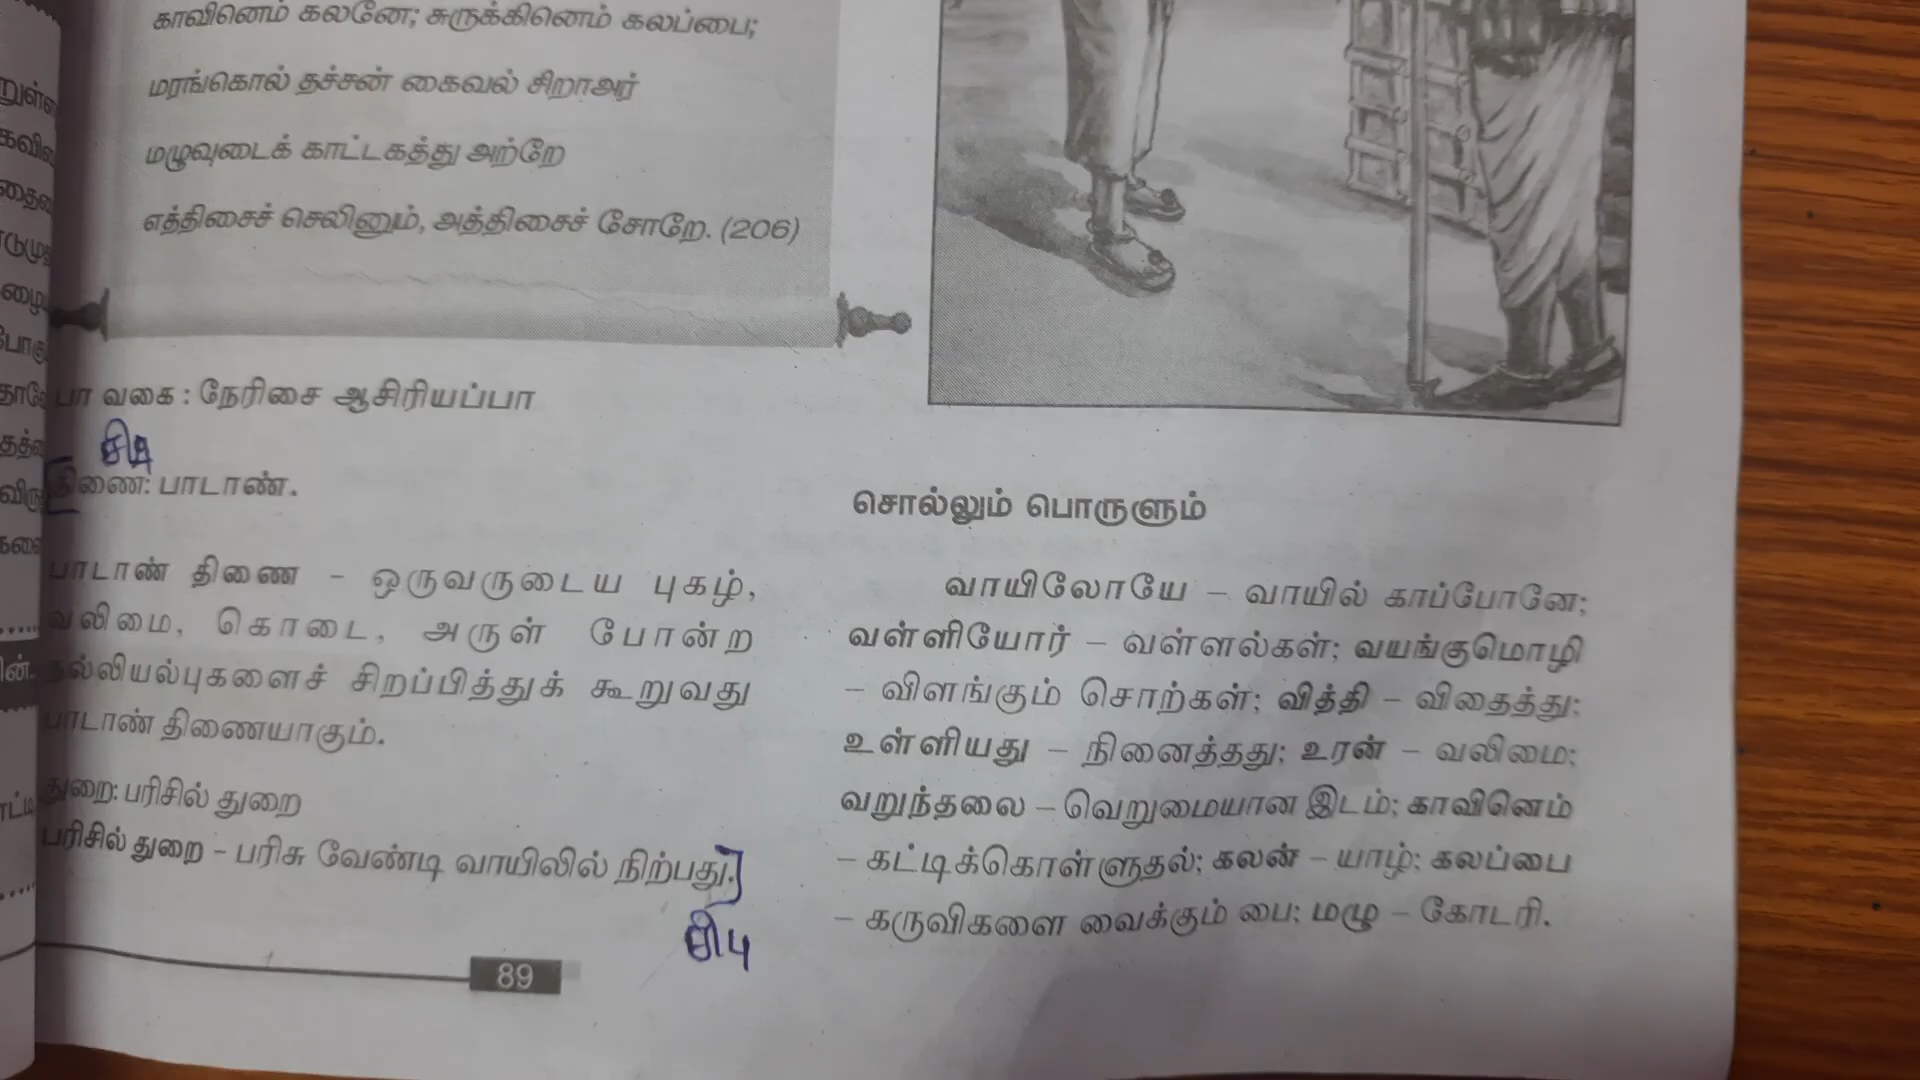 காவினெம் கலனே; சுருக்கினெம் கலப்பை;
மரங்கொல் தச்சன் கைவல் சிறாஅர்
மழுவுடைக் காட்டகத்து அற்றே
எத்திசைச் செலினும், அத்திசைச் சோறே. (206)
பா வகை : நேரிசை ஆசிரியப்பா
திணை: பாடாண்.
பாடாண் திணை – ஒருவருடைய புகழ்,
வலிமை, கொடை, அருள் போன்ற
நல்லியல்புகளைச் சிறப்பித்துக் கூறுவது
பாடாண் திணையாகும்.
துறை: பரிசில் துறை
பரிசில் துறை – பரிசு வேண்டி வாயிலில் நிற்பது.
89
சொல்லும் பொருளும்
வாயிலோயே – வாயில் காப்போனே;
வள்ளியோர் – வள்ளல்கள்; வயங்குமொழி
– விளங்கும் சொற்கள்; வித்தி – விதைத்து;
உள்ளியது – நினைத்தது; உரன் – வலிமை;
வறுந்தலை – வெறுமையான இடம்; காவினெம்
– கட்டிக்கொள்ளுதல்; கலன் – யாழ்; கலப்பை
– கருவிகளை வைக்கும் பை; மழு – கோடரி.